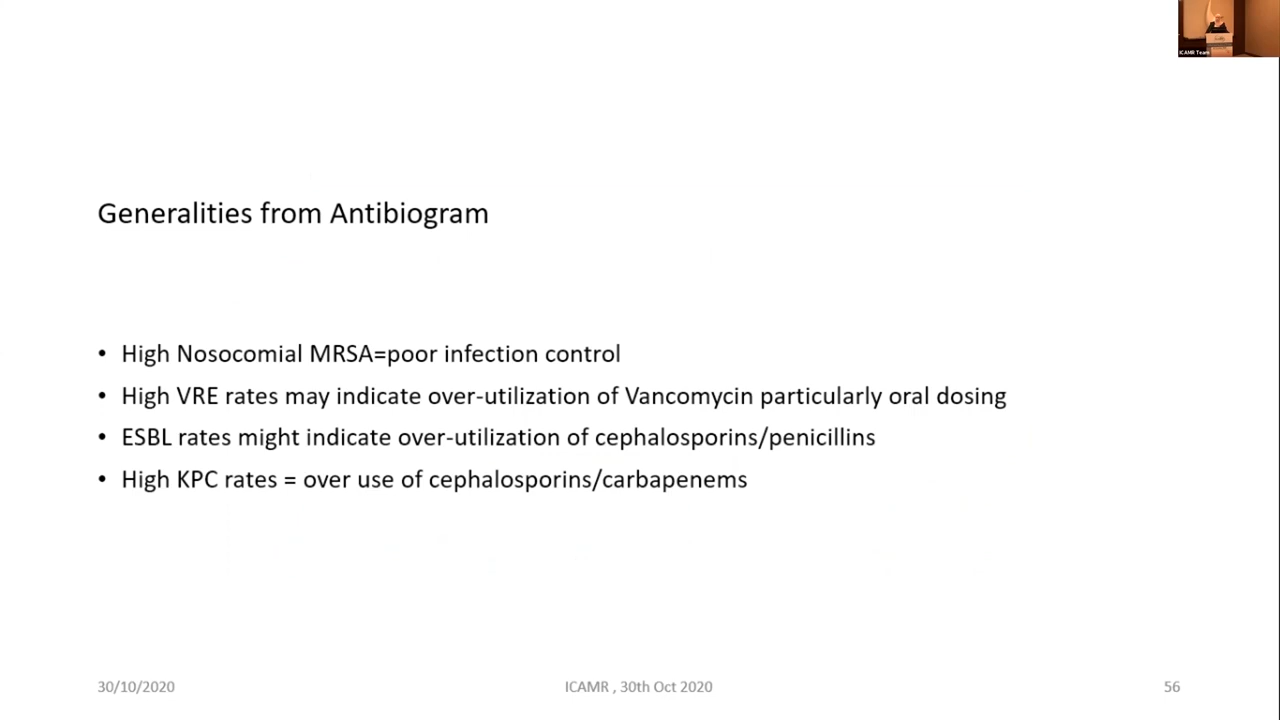 ICAMR Team
Generalities from Antibiogram
• High Nosocomial MRSA=poor infection control
• High VRE rates may indicate over-utilization of Vancomycin particularly oral dosing
• ESBL rates might indicate over-utilization of cephalosporins/penicillins
• High KPC rates = over use of cephalosporins/carbapenems
30/10/2020
ICAMR , 30th Oct 2020
56